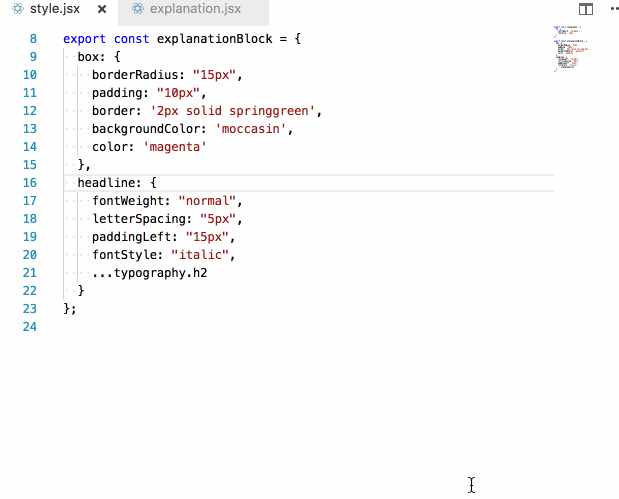 style.jsx
explanation.jsx
8 export const explanationBlock = {
9 box: {
10 borderRadius: "15px",
11 padding: "10px",
12 border: '2px solid springgreen',
13 backgroundColor: 'moccasin',
14 color: 'magenta'
15 },
16 headline: {
17 fontWeight: "normal",
18 letterSpacing: "5px",
19 paddingLeft: "15px",
20 fontStyle: "italic",
21 ...typography.h2
22 }
23 };
24